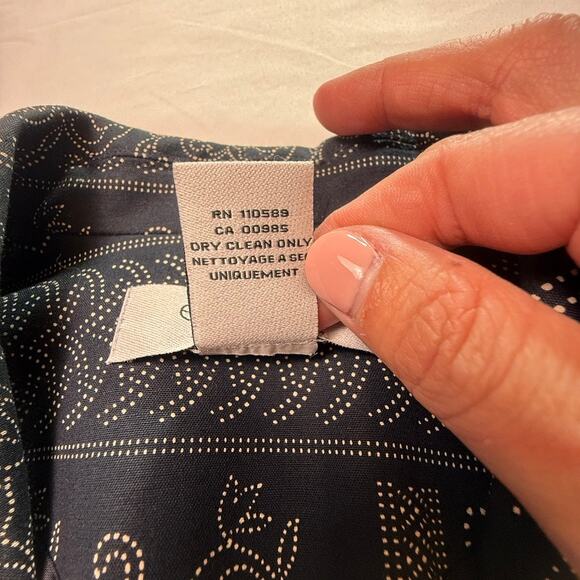 RN 110589
CA 00985
DRY CLEAN ONLY
NETTOYAGE A SEC
UNIQUEMENT